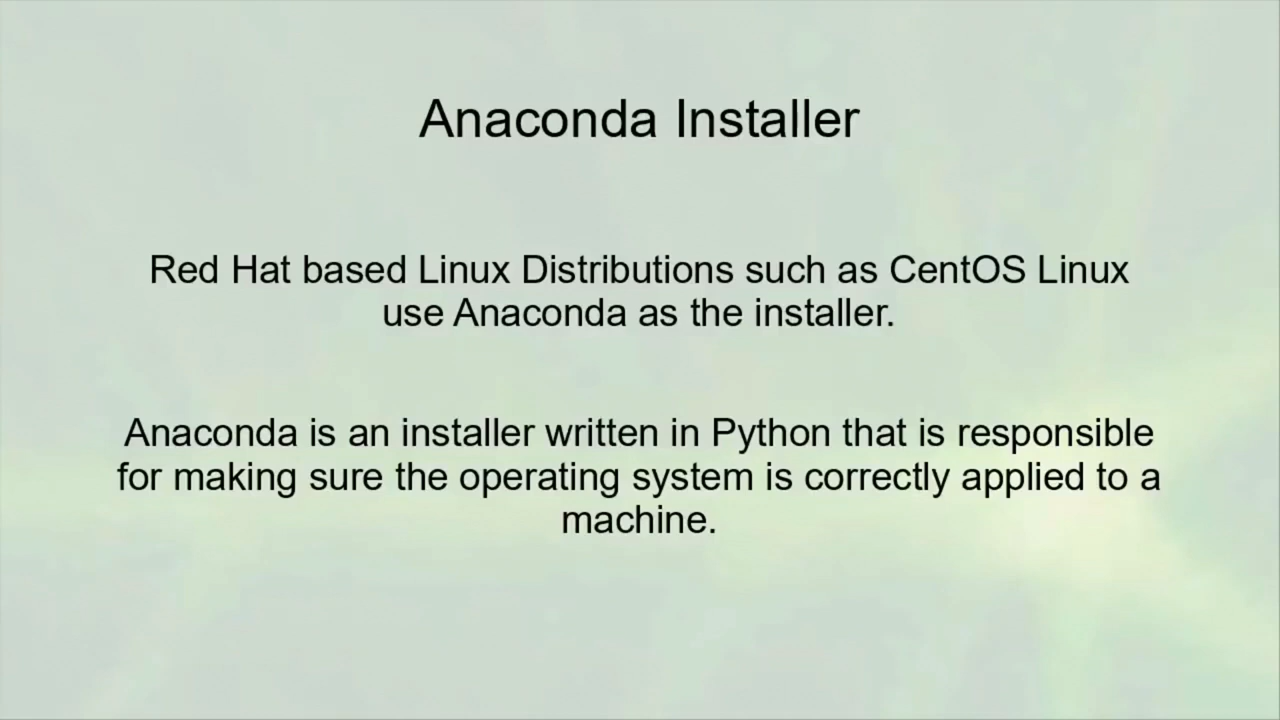 Anaconda Installer
Red Hat based Linux Distributions such as CentOS Linux
use Anaconda as the installer.
Anaconda is an installer written in Python that is responsible
for making sure the operating system is correctly applied to a
machine.